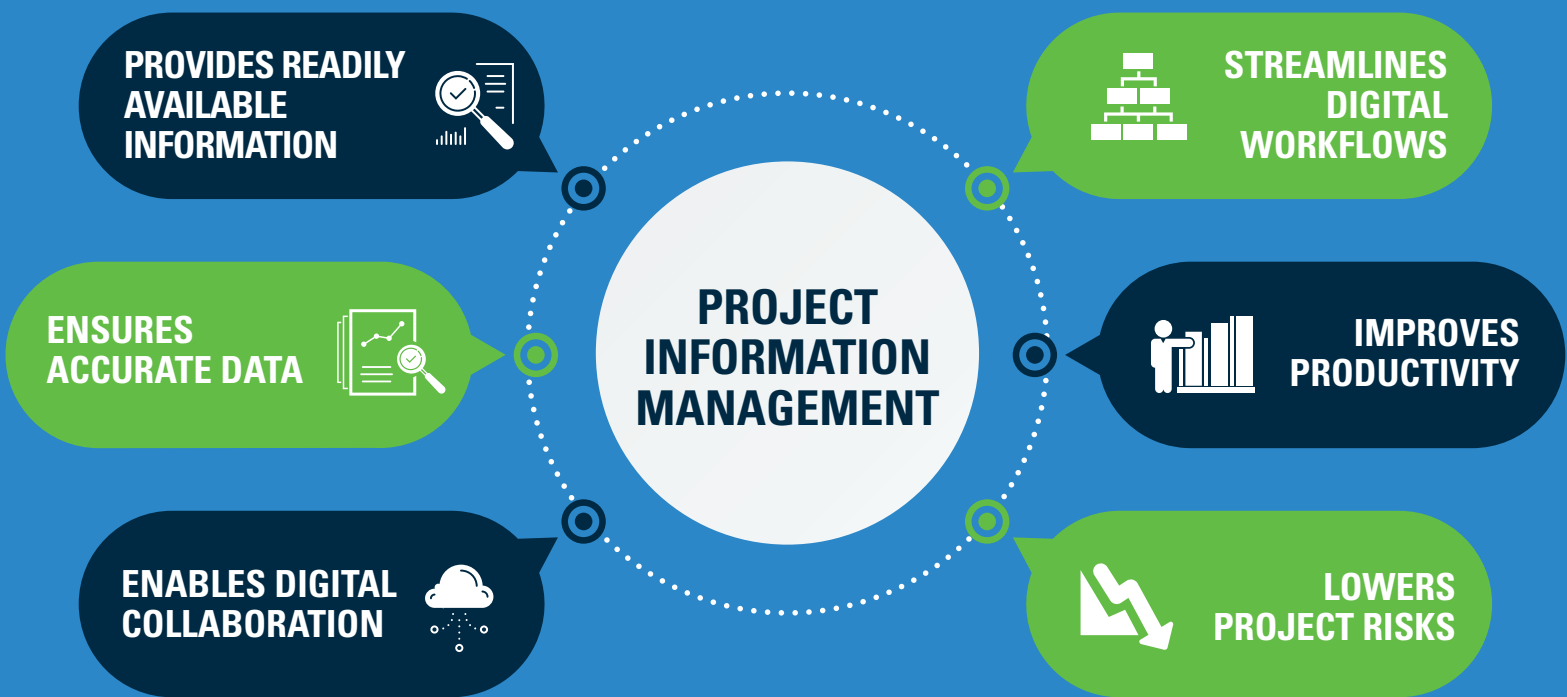 PROVIDES READILY
AVAILABLE
INFORMATION
ENSURES
ACCURATE DATA
ENABLES DIGITAL
COLLABORATION
PROJECT
INFORMATION
MANAGEMENT
STREAMLINES
DIGITAL
WORKFLOWS
IMPROVES
PRODUCTIVITY
LOWERS
PROJECT RISKS